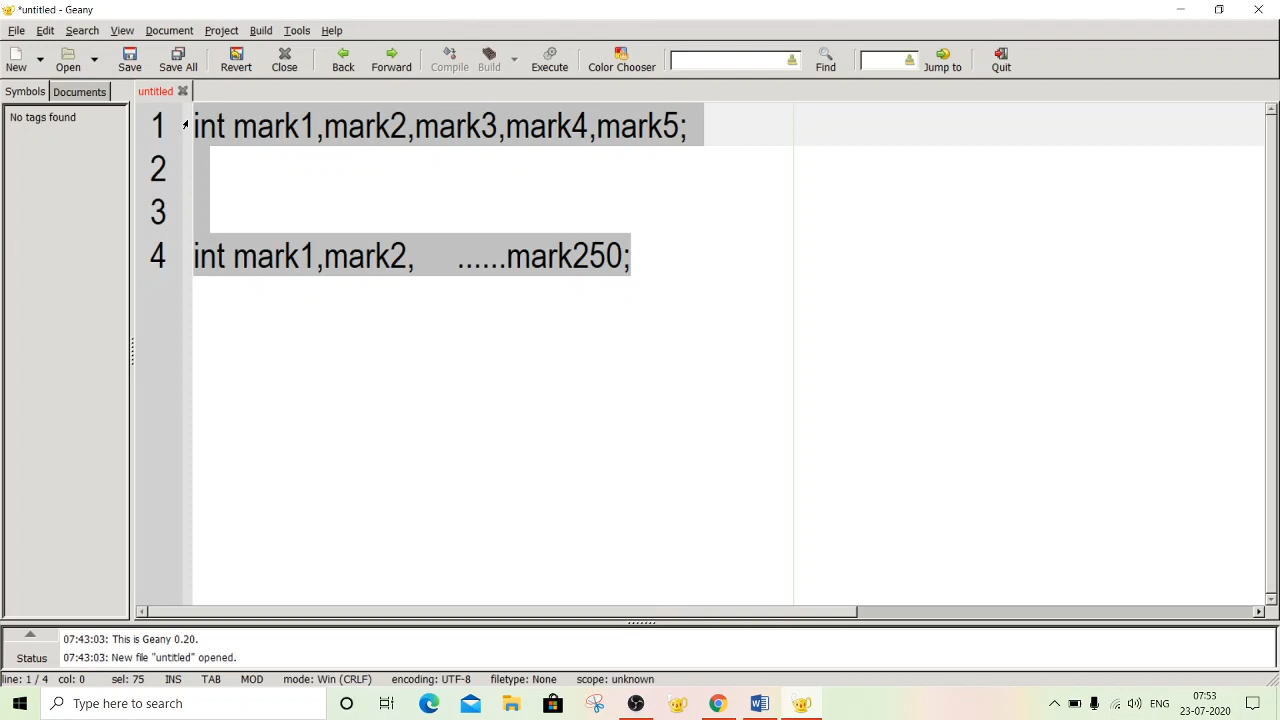 *untitled - Geany
File Edit Search View Document Project Build Tools Help
New Open Save Save All Revert Close Back Forward Compile Build Execute Color Chooser Find Jump to Quit
Symbols Documents untitled
No tags found
1 int mark1,mark2,mark3,mark4,mark5;
2
3
4 int mark1,mark2, ......mark250;
07:43:03: This is Geany 0.20.
Status 07:43:03: New file "untitled" opened.
line: 1 / 4 col: 0 sel: 75 INS TAB MOD mode: Win (CRLF) encoding: UTF-8 filetype: None scope: unknown
Type here to search ENG 07:53
23-07-2020